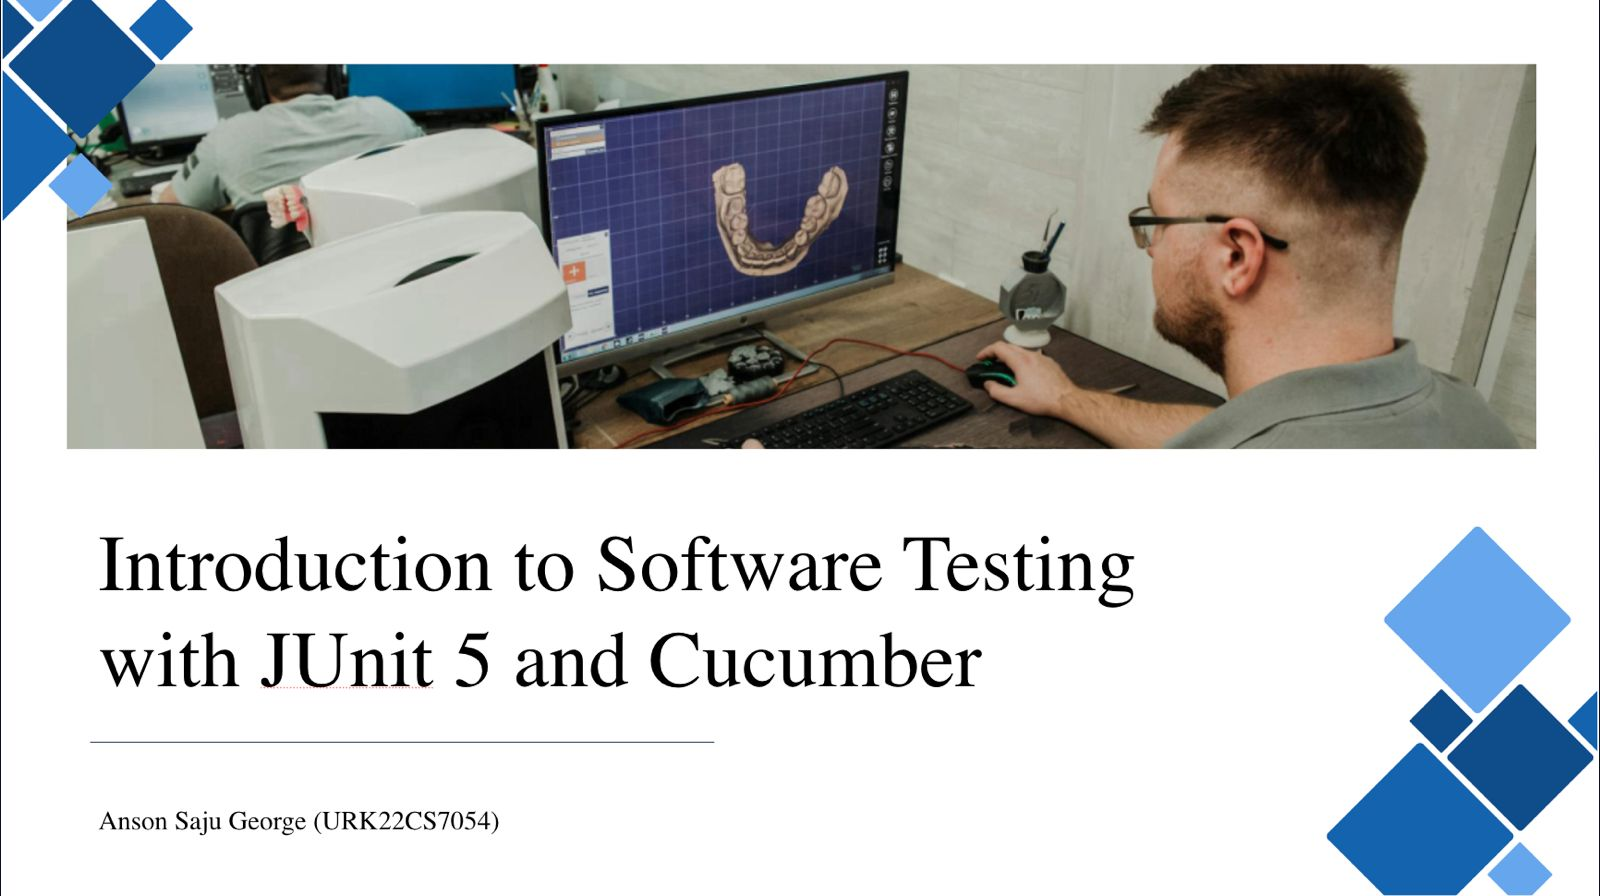 Introduction to Software Testing
with JUnit 5 and Cucumber
Anson Saju George (URK22CS7054)